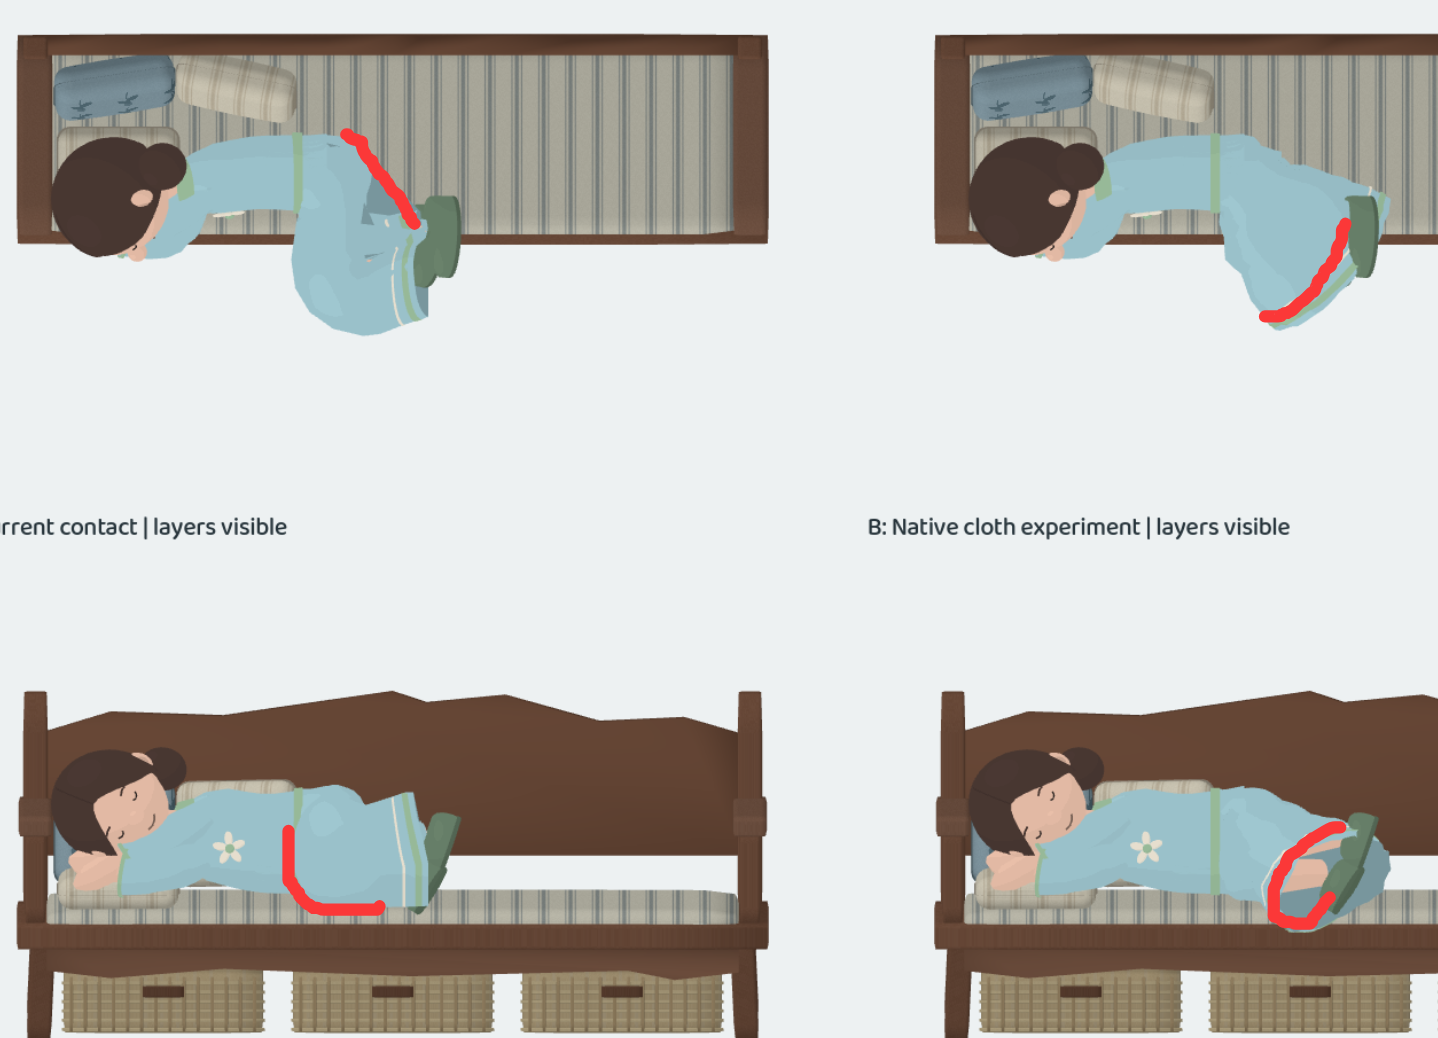 rrent contact | layers visible
B: Native cloth experiment | layers visible